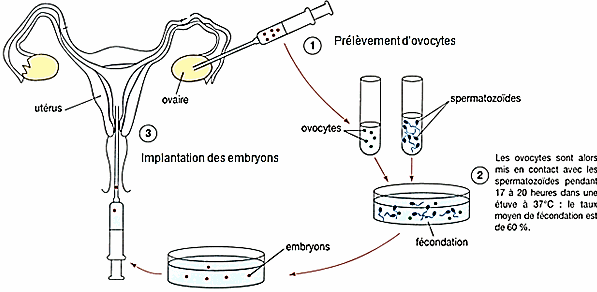 1 Prélèvement d'ovocytes
ovaire
utérus
spermatozoïdes
ovocytes
3
Implantation des embryons
2
Les ovocytes sont alors
mis en contact avec les
spermatozoïdes pendant
17 à 20 heures dans une
étuve à 37°C ; le taux
moyen de fécondation est
de 60 %.
fécondation
embryons